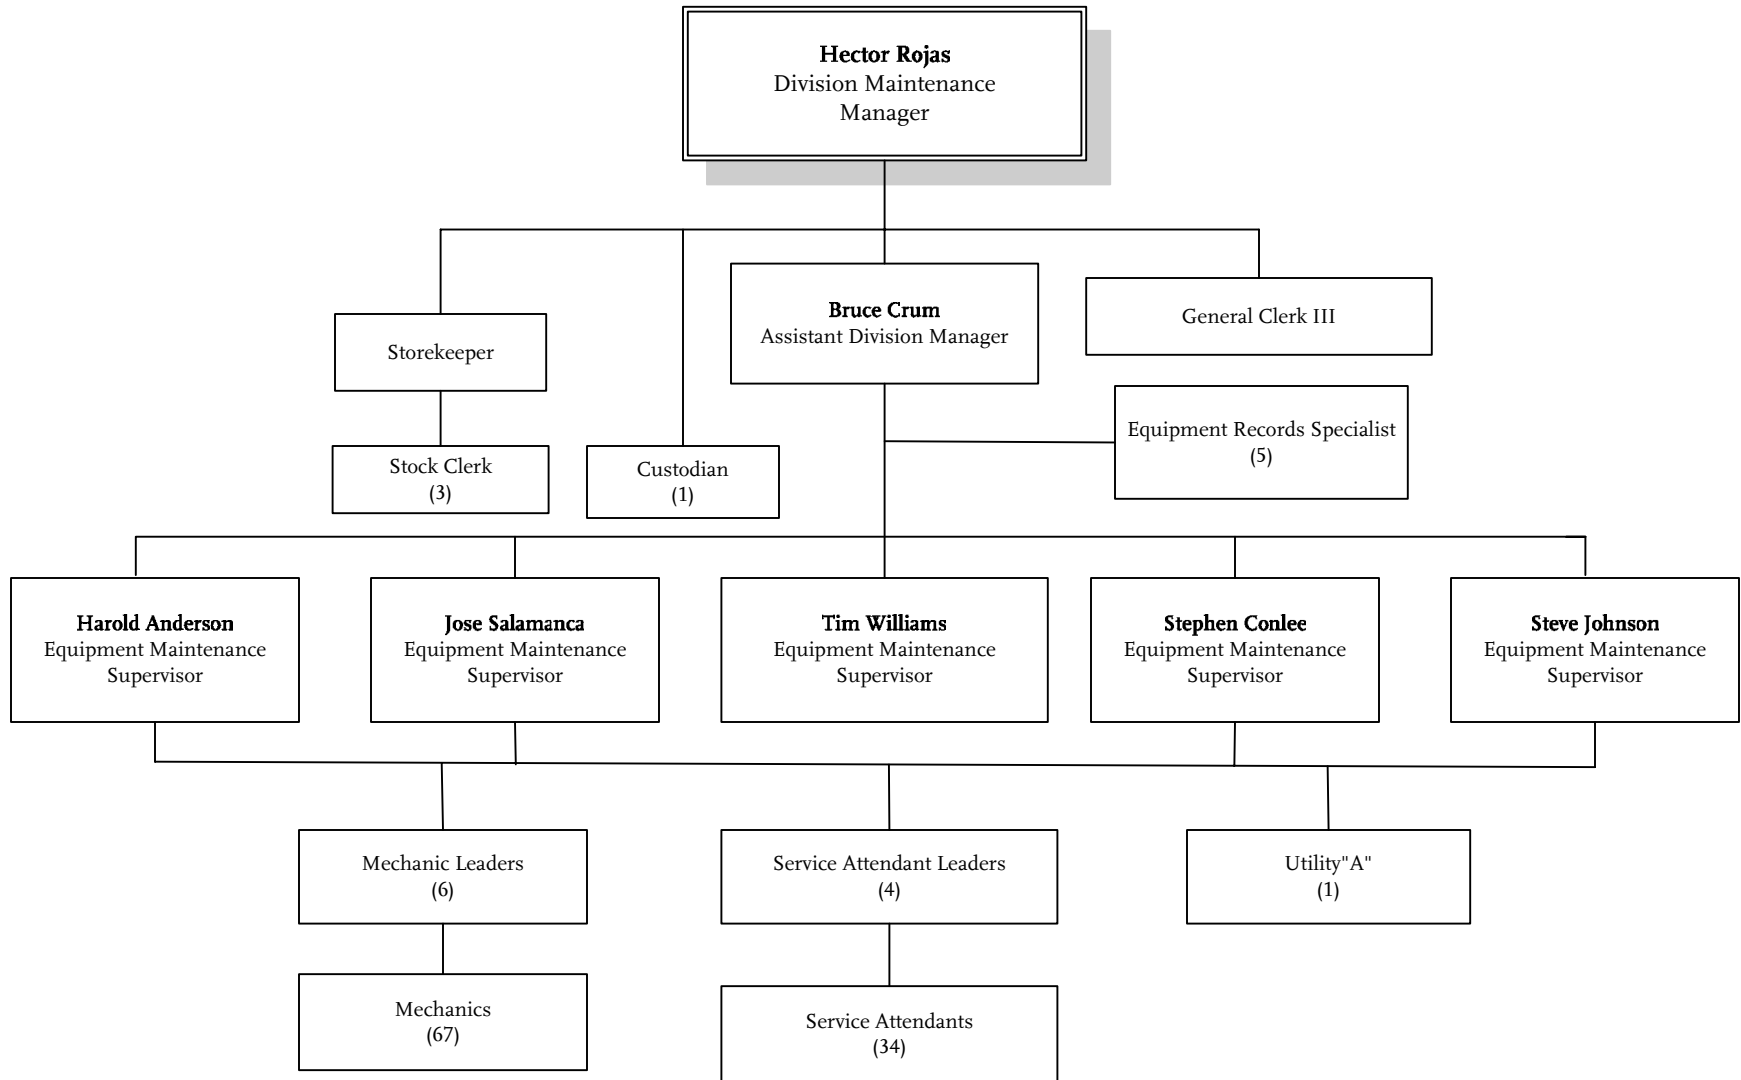 Hector Rojas
Division Maintenance
Manager
Bruce Crum
Assistant Division Manager
General Clerk III
Storekeeper
Equipment Records Specialist
(5)
Stock Clerk
(3)
Custodian
(1)
Harold Anderson
Equipment Maintenance
Supervisor
Jose Salamanca
Equipment Maintenance
Supervisor
Tim Williams
Equipment Maintenance
Supervisor
Stephen Conlee
Equipment Maintenance
Supervisor
Steve Johnson
Equipment Maintenance
Supervisor
Mechanic Leaders
(6)
Service Attendant Leaders
(4)
Utility"A"
(1)
Mechanics
(67)
Service Attendants
(34)